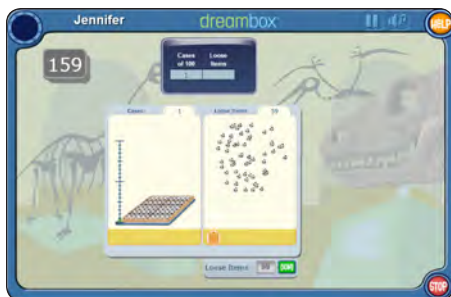 Jennifer
dreambox
HELP
159
Cases of 100
Loose Items
1
Cases 1
Loose Items 59
Loose Items
DONE
STOP